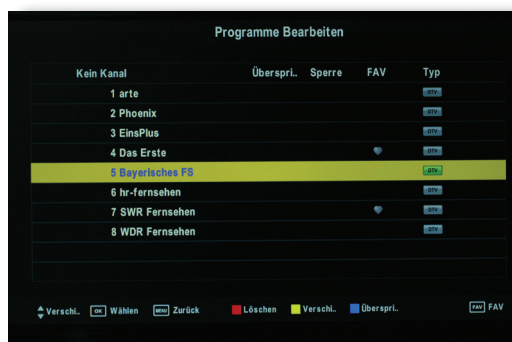 Programme Bearbeiten
Kein Kanal Überspri.. Sperre FAV Typ
1 arte DTV
2 Phoenix DTV
3 EinsPlus DTV
4 Das Erste DTV
5 Bayerisches FS DTV
6 hr-fernsehen DTV
7 SWR Fernsehen DTV
8 WDR Fernsehen DTV
Verschi.. OK Wählen MENU Zurück Löschen Verschi.. Überspri.. FAV FAV